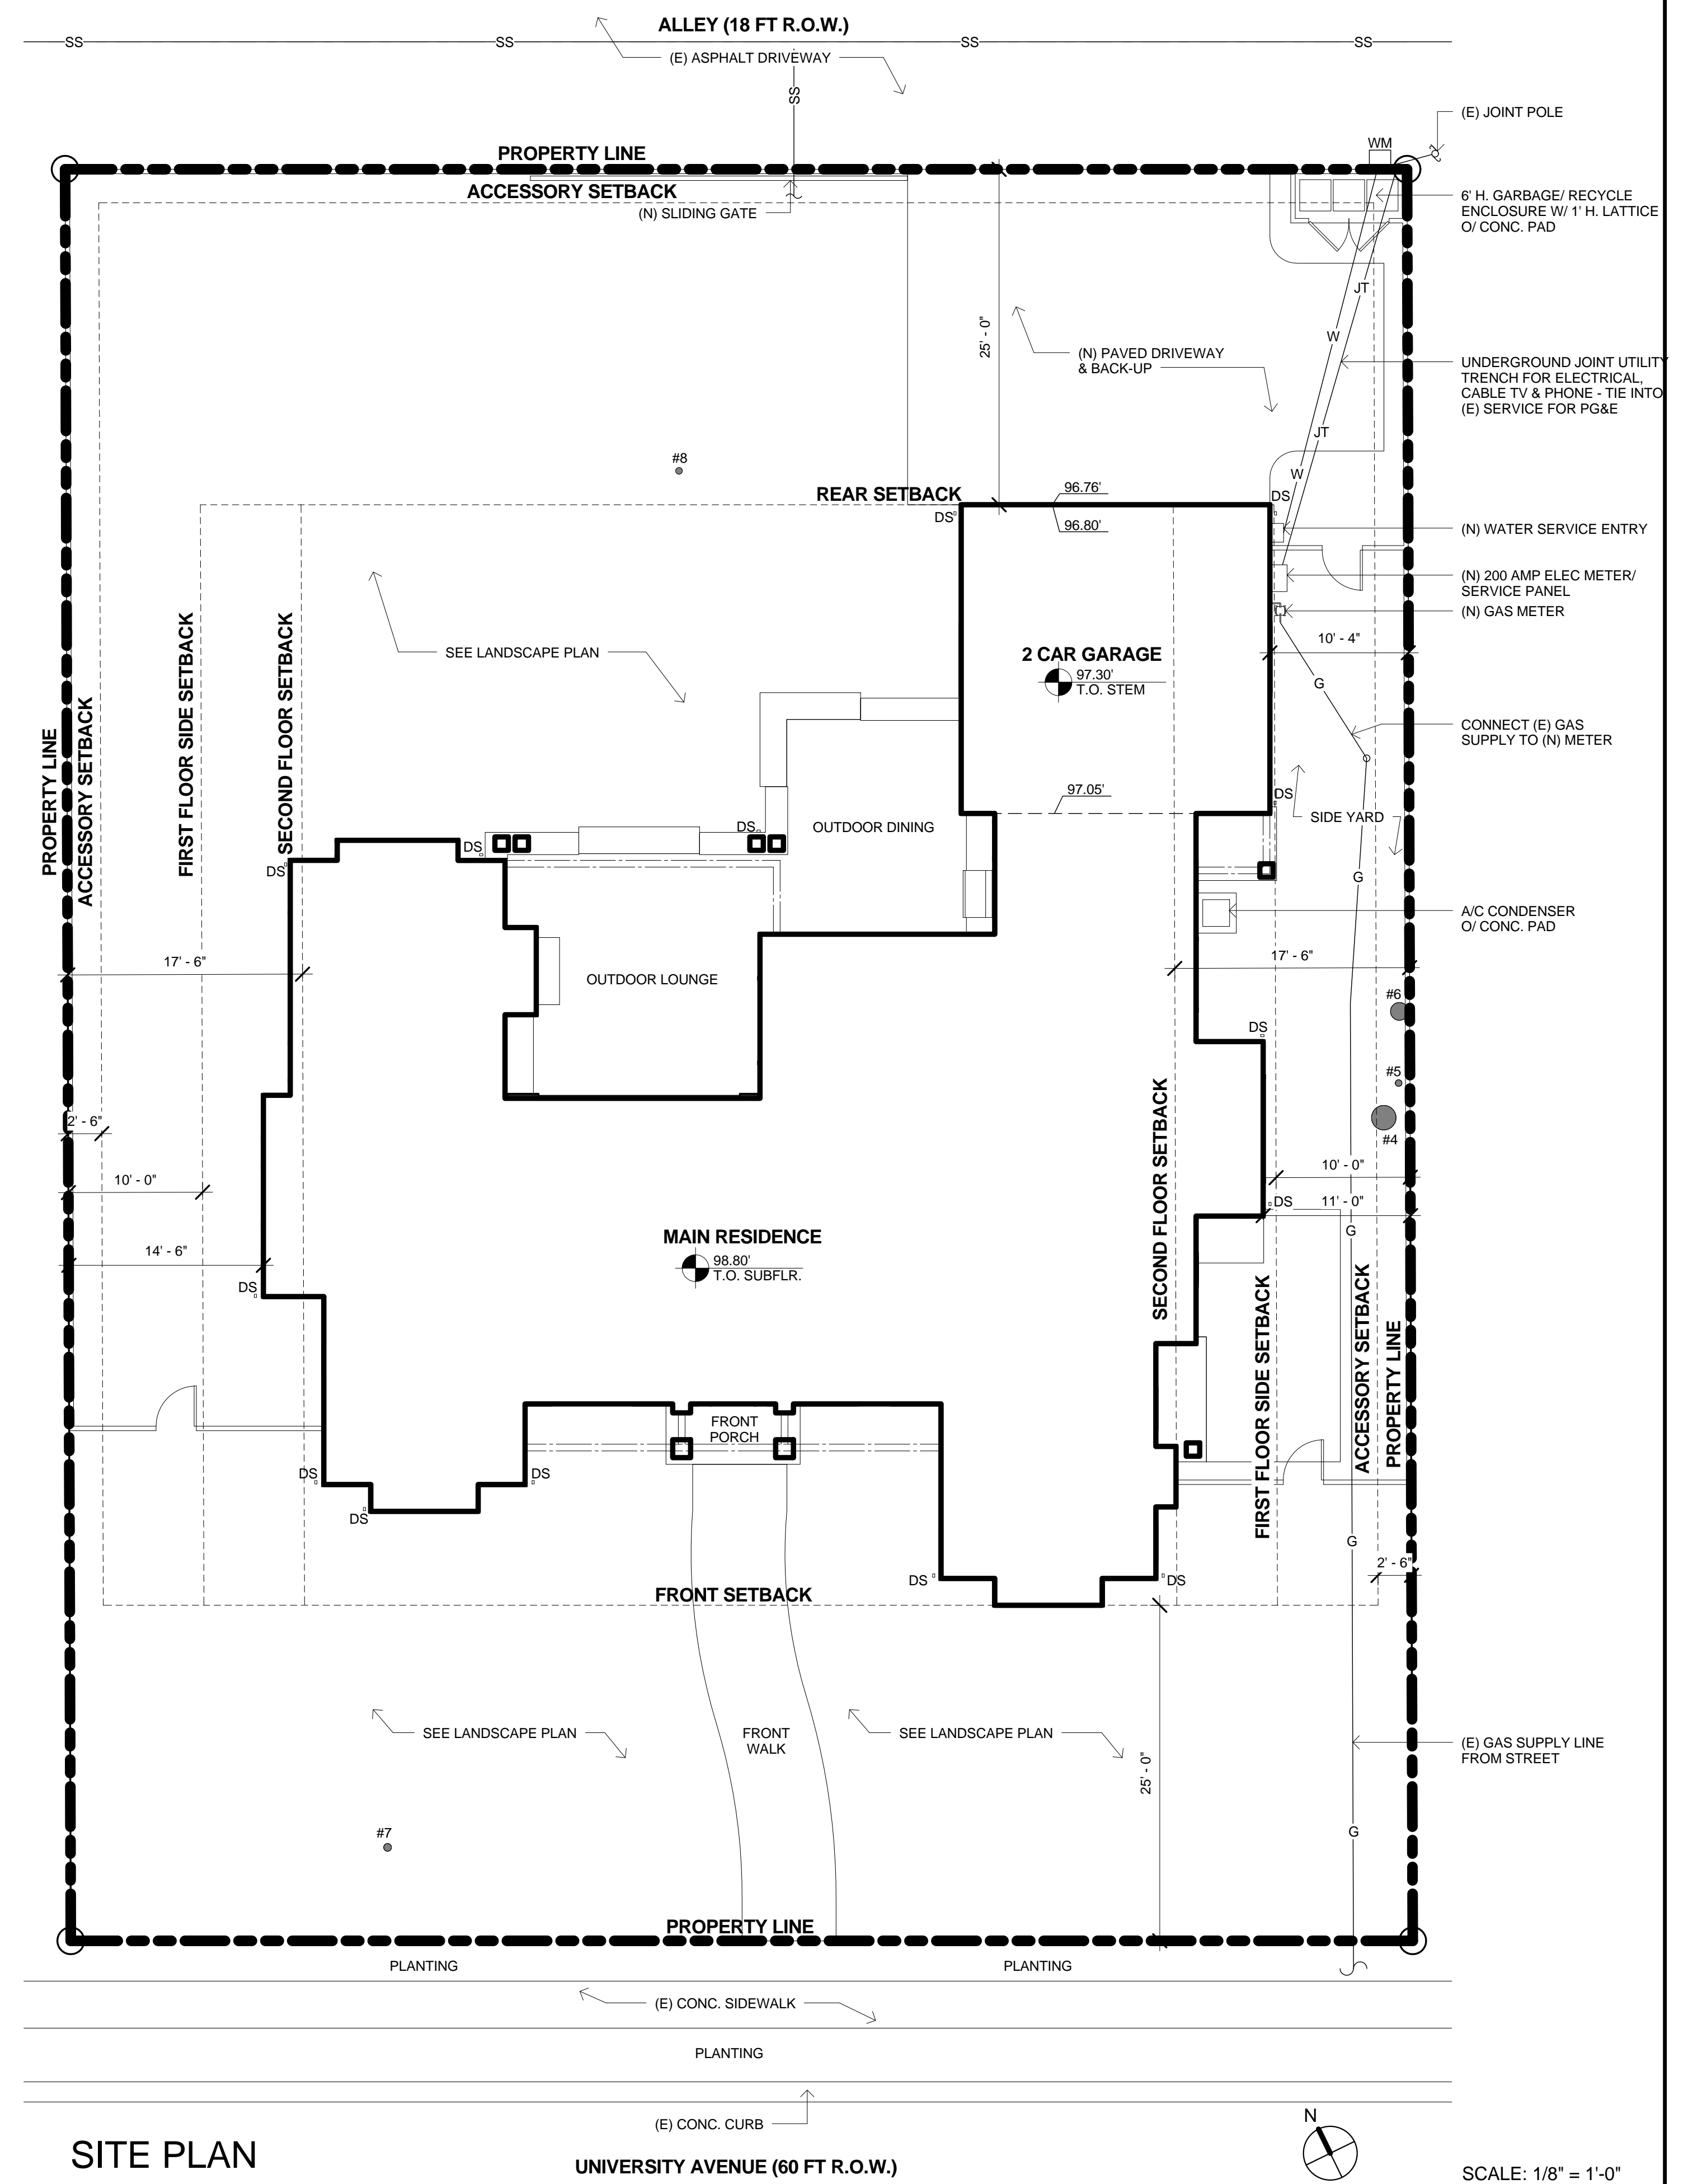 ALLEY (18 FT R.O.W.)
SS
SS
SS
SS
(E) ASPHALT DRIVEWAY
SS
(E) JOINT POLE
WM
PROPERTY LINE
ACCESSORY SETBACK
(N) SLIDING GATE
6' H. GARBAGE/ RECYCLE
ENCLOSURE W/ 1' H. LATTICE
O/ CONC. PAD
JT
25' - 0"
W
(N) PAVED DRIVEWAY
& BACK-UP
UNDERGROUND JOINT UTILITY
TRENCH FOR ELECTRICAL,
CABLE TV & PHONE - TIE INTO
(E) SERVICE FOR PG&E
JT
#8
W
REAR SETBACK
96.76'
DS
DS
96.80'
(N) WATER SERVICE ENTRY
(N) 200 AMP ELEC METER/
SERVICE PANEL
(N) GAS METER
10' - 4"
FIRST FLOOR SIDE SETBACK
SECOND FLOOR SETBACK
SEE LANDSCAPE PLAN
2 CAR GARAGE
97.30'
T.O. STEM
G
PROPERTY LINE
ACCESSORY SETBACK
CONNECT (E) GAS
SUPPLY TO (N) METER
97.05'
DS
SIDE YARD
DS
OUTDOOR DINING
DS
DS
G
A/C CONDENSER
O/ CONC. PAD
17' - 6"
17' - 6"
OUTDOOR LOUNGE
#6
DS
#5
2' - 6"
#4
SECOND FLOOR SETBACK
10' - 0"
10' - 0"
DS
11' - 0"
G
MAIN RESIDENCE
98.80'
T.O. SUBFLR.
14' - 6"
DS
FIRST FLOOR SIDE SETBACK
ACCESSORY SETBACK
PROPERTY LINE
FRONT
PORCH
DS
DS
DS
G
2' - 6"
DS
DS
FRONT SETBACK
SEE LANDSCAPE PLAN
FRONT
WALK
SEE LANDSCAPE PLAN
25' - 0"
(E) GAS SUPPLY LINE
FROM STREET
#7
G
PROPERTY LINE
PLANTING
PLANTING
(E) CONC. SIDEWALK
PLANTING
(E) CONC. CURB
N
SITE PLAN
UNIVERSITY AVENUE (60 FT R.O.W.)
SCALE: 1/8" = 1'-0"